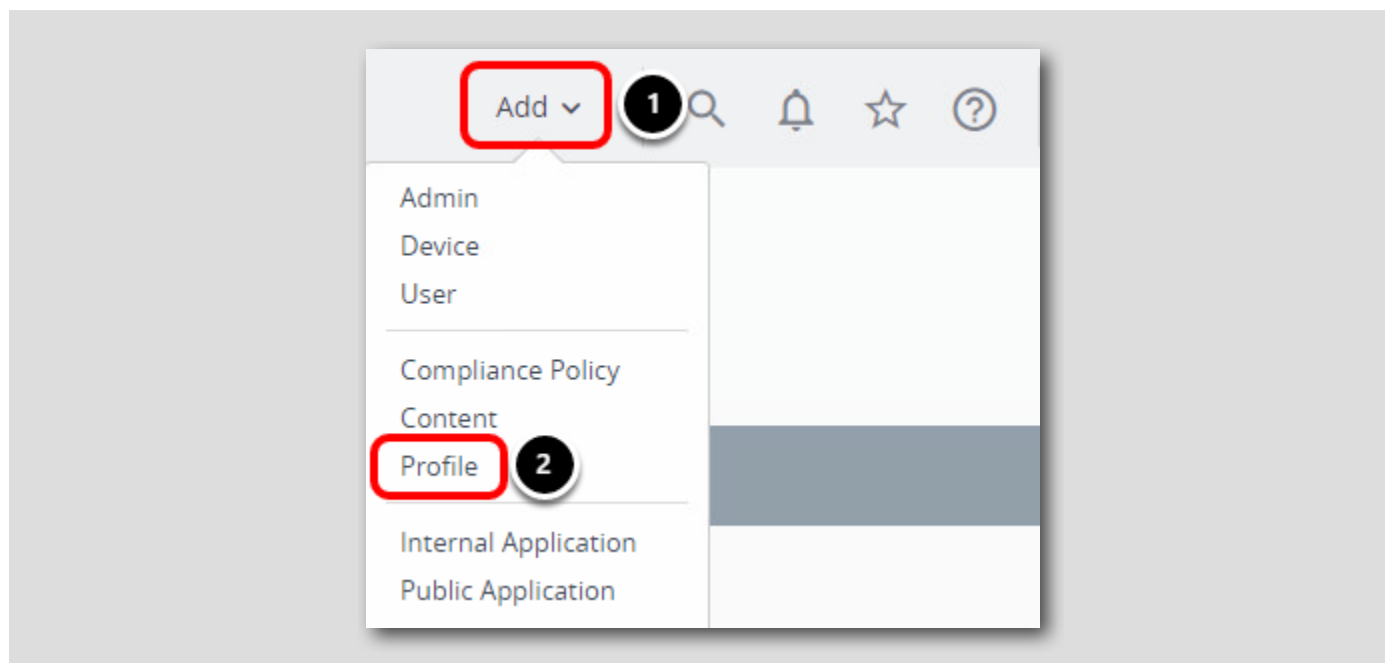 Add 1
Admin
Device
User
Compliance Policy
Content
Profile 2
Internal Application
Public Application